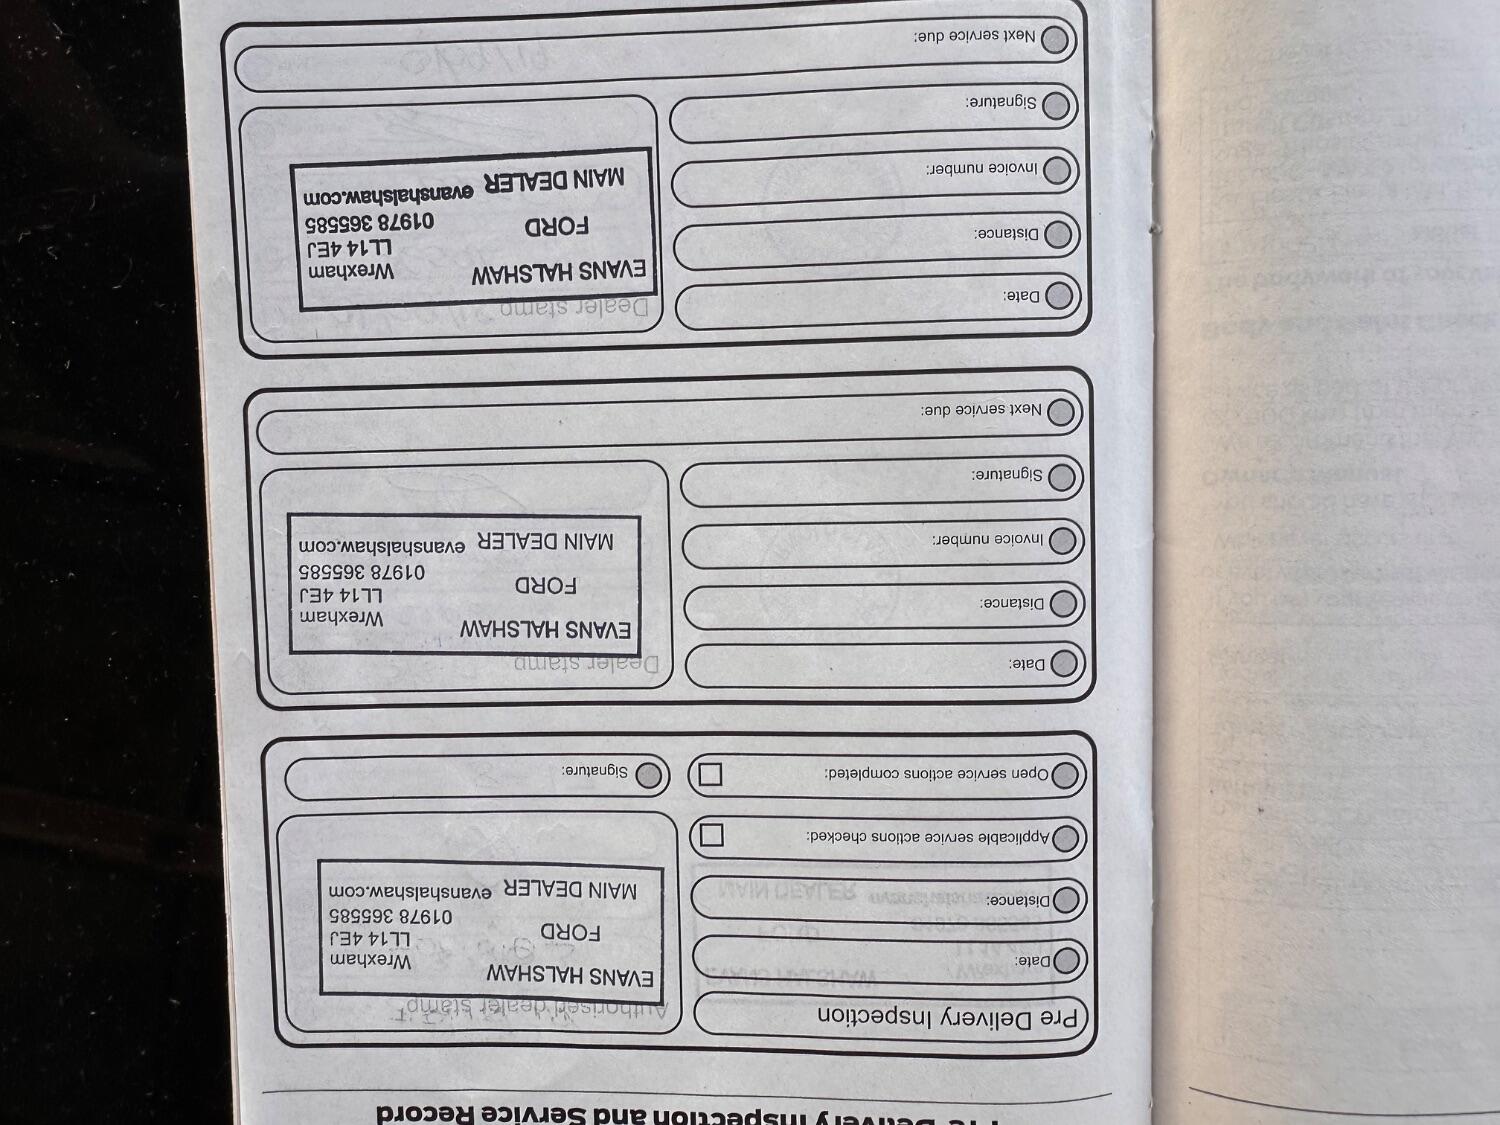 Pre Delivery Inspection and Service Record
Pre Delivery Inspection
Date:
Distance:
Applicable service actions checked:
Open service actions completed:
Authorised dealer stamp
EVANS HALSHAW Wrexham
LL14 4EJ
FORD 01978 365585
MAIN DEALER evanshalshaw.com
Signature:
Date:
Distance:
Invoice number:
Signature:
Dealer stamp
EVANS HALSHAW Wrexham
LL14 4EJ
FORD 01978 365585
MAIN DEALER evanshalshaw.com
Next service due:
Date:
Distance:
Invoice number:
Signature:
Dealer stamp
EVANS HALSHAW Wrexham
LL14 4EJ
FORD 01978 365585
MAIN DEALER evanshalshaw.com
Next service due: